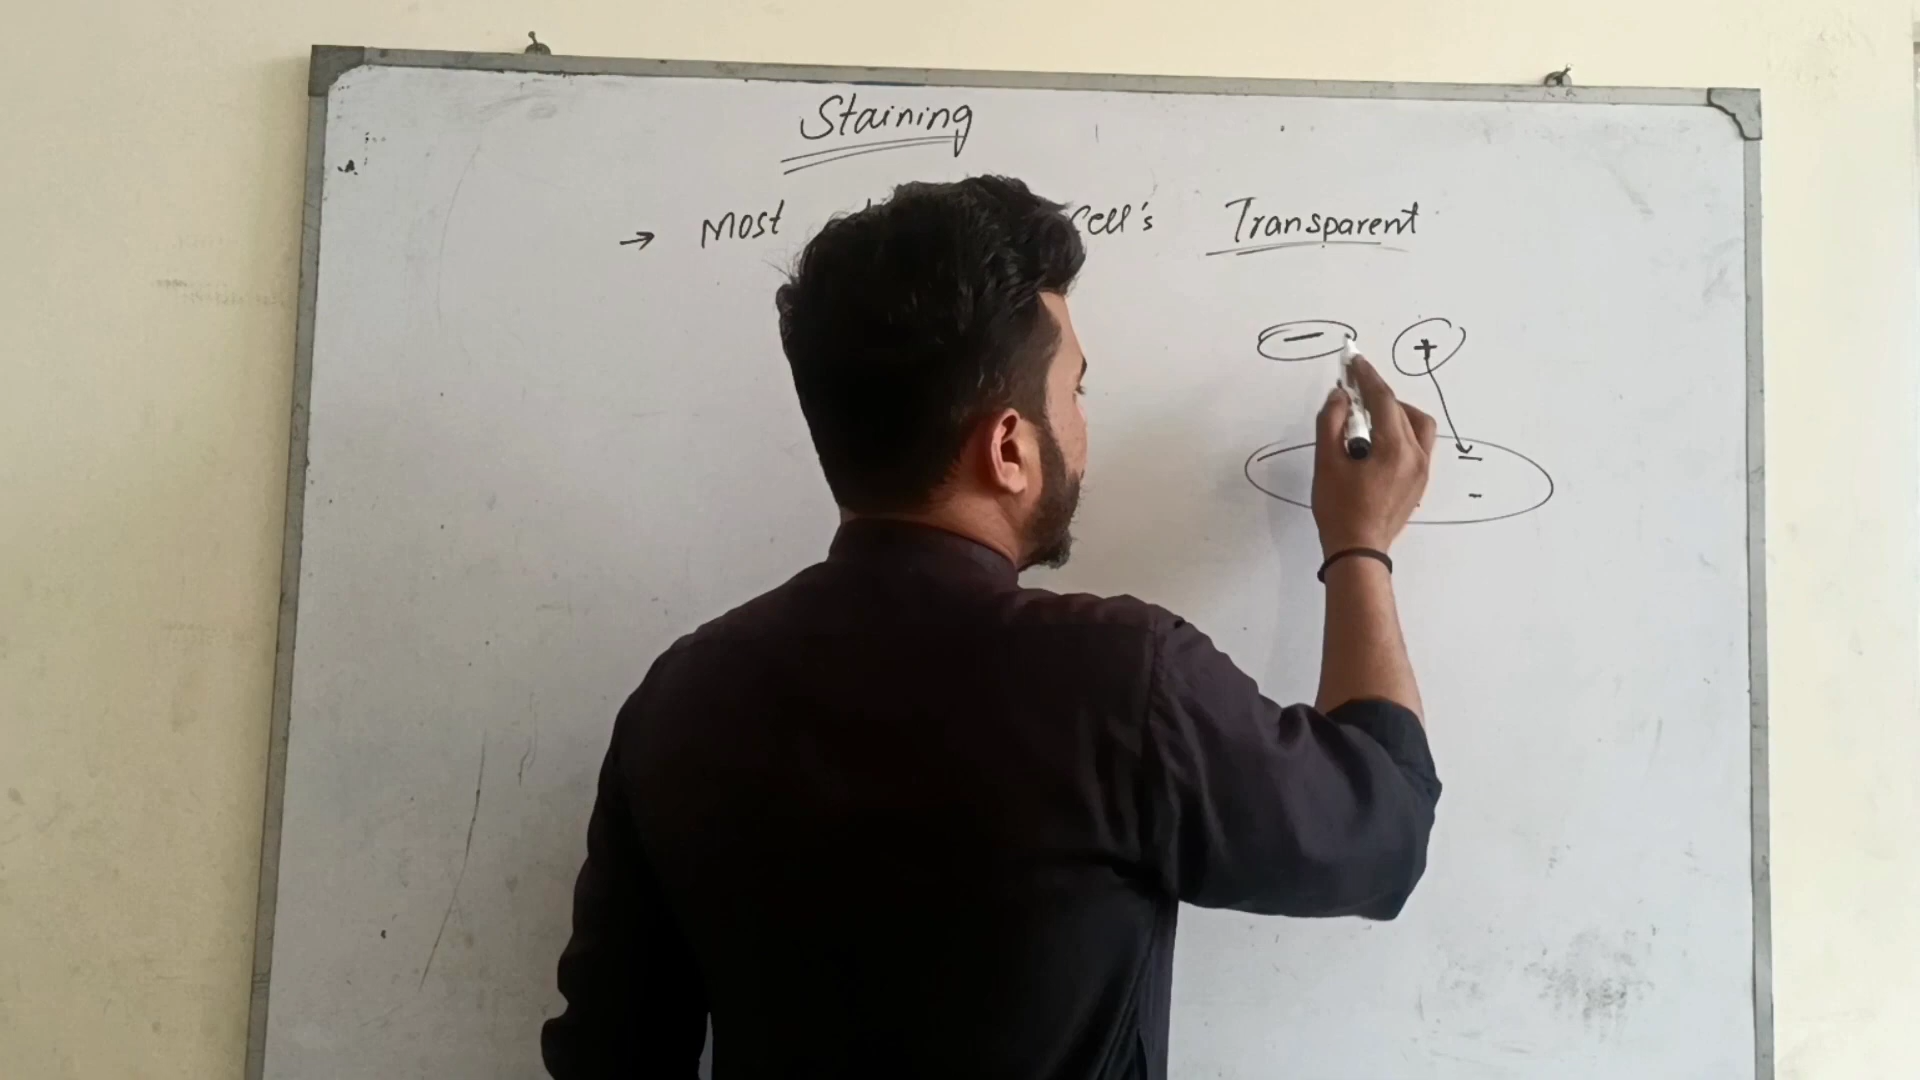 Staining
→ Most Cell's Transparent
- +
-
-